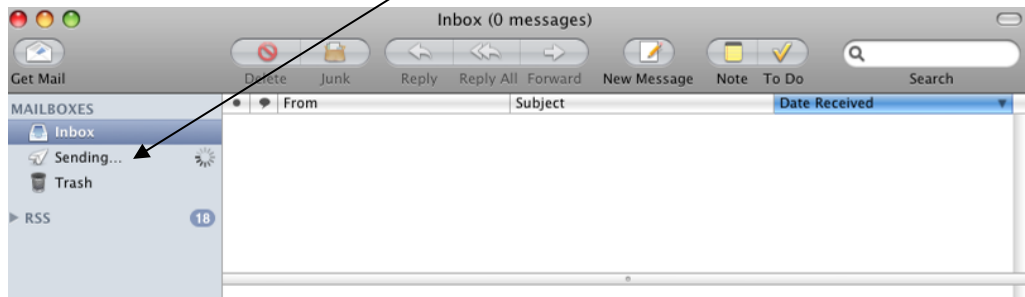 Inbox (0 messages)
Get Mail Delete Junk Reply Reply All Forward New Message Note To Do Search
MAILBOXES From Subject Date Received
Inbox
Sending...
Trash
RSS 18